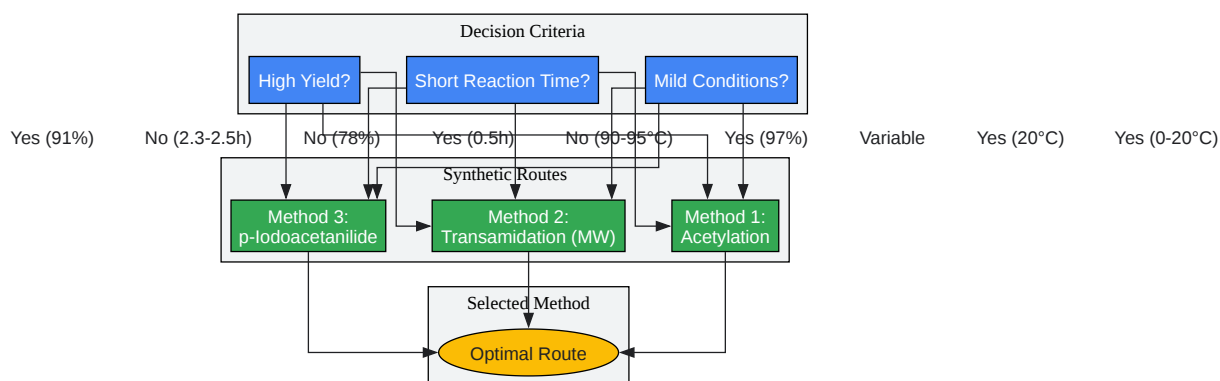 Decision Criteria
High Yield?
Short Reaction Time?
Mild Conditions?
Yes (91%)
No (2.3-2.5h)
No (78%)
Yes (0.5h)
No (90-95°C)
Yes (97%)
Variable
Yes (20°C)
Yes (0-20°C)
Synthetic Routes
Method 3:
p-Iodoacetanilide
Method 2:
Transamidation (MW)
Method 1:
Acetylation
Selected Method
Optimal Route